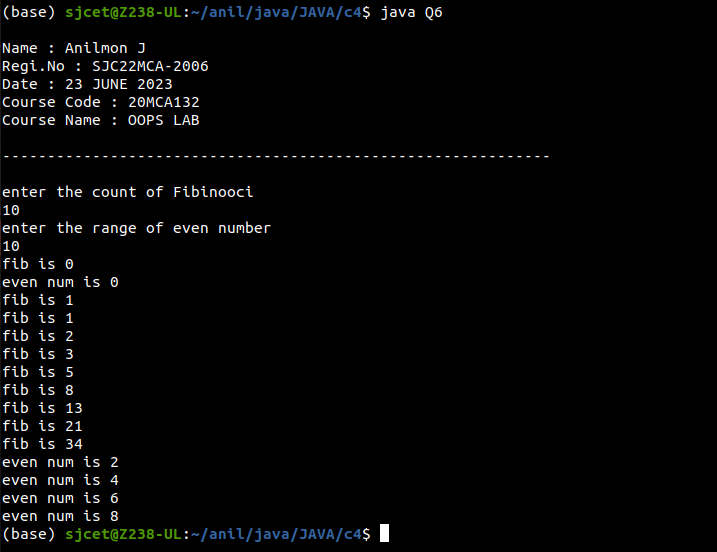 (base) sjcet@Z238-UL:~/anil/java/JAVA/c4$ java Q6
Name : Anilmon J
Regi.No : SJC22MCA-2006
Date : 23 JUNE 2023
Course Code : 20MCA132
Course Name : OOPS LAB
-------------------------------------------------------------
enter the count of Fibinooci
10
enter the range of even number
10
fib is 0
even num is 0
fib is 1
fib is 1
fib is 2
fib is 3
fib is 5
fib is 8
fib is 13
fib is 21
fib is 34
even num is 2
even num is 4
even num is 6
even num is 8
(base) sjcet@Z238-UL:~/anil/java/JAVA/c4$